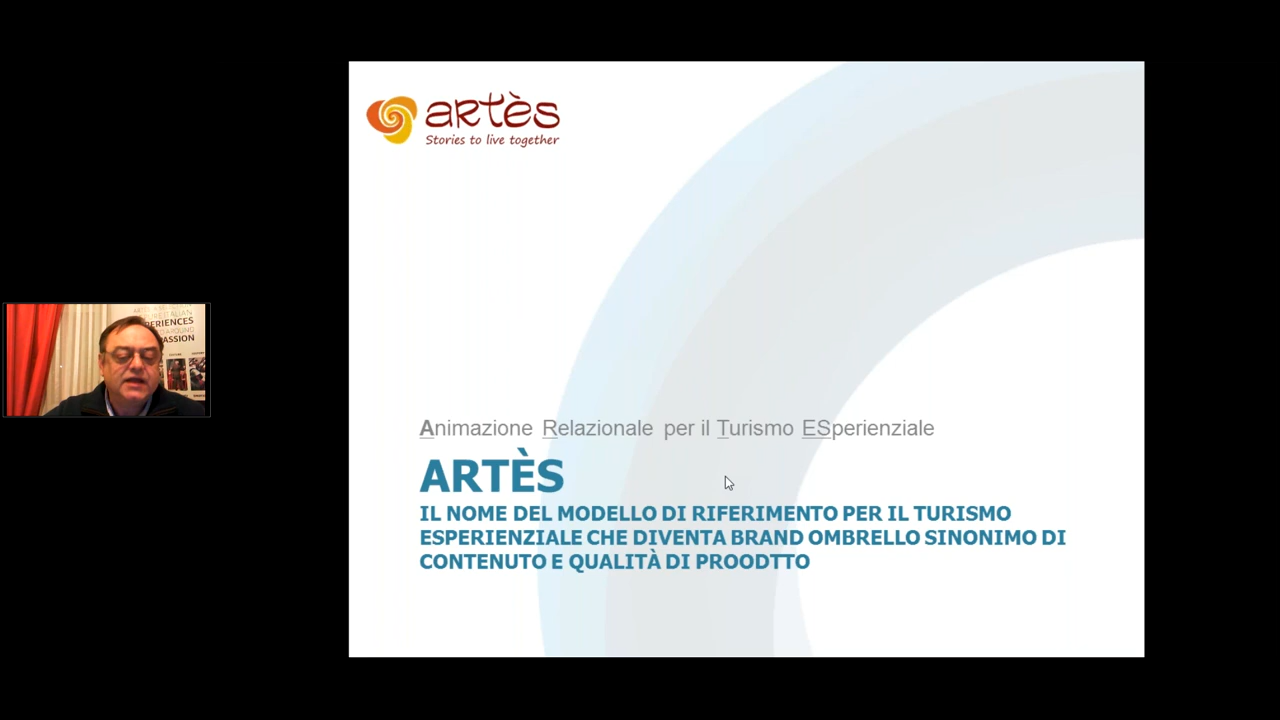 artès
Stories to live together
Animazione Relazionale per il Turismo ESperienziale
ARTÈS
IL NOME DEL MODELLO DI RIFERIMENTO PER IL TURISMO
ESPERIENZIALE CHE DIVENTA BRAND OMBRELLO SINONIMO DI
CONTENUTO E QUALITÀ DI PROODTTO